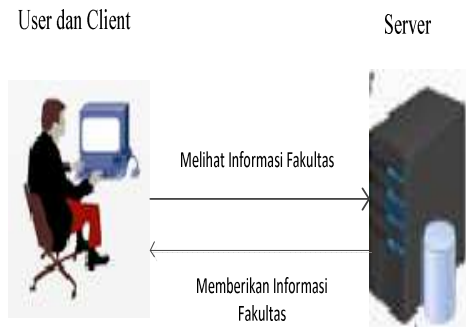 User dan Client
Server
Melihat Informasi Fakultas
Memberikan Informasi
Fakultas